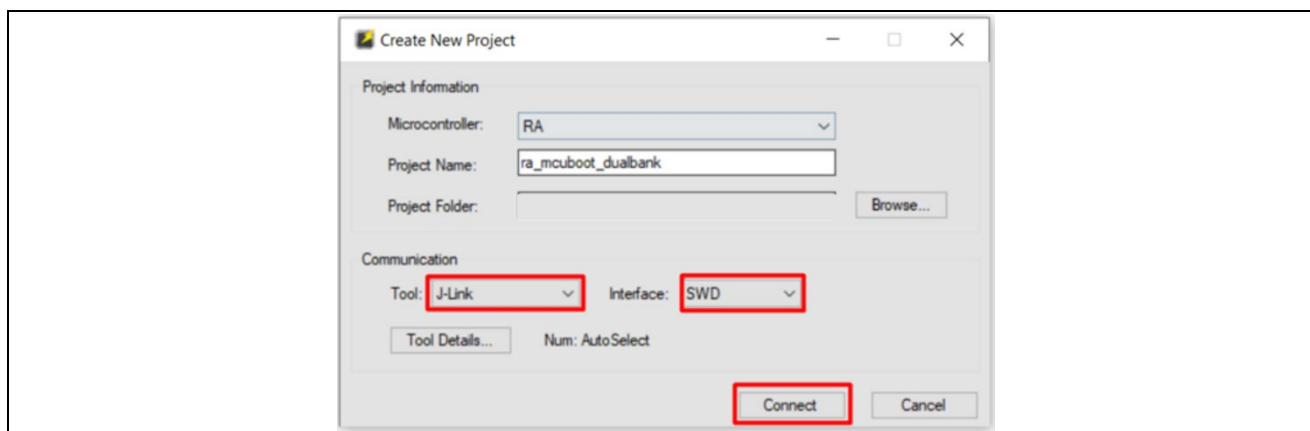 Create New Project
Project Information
Microcontroller: RA
Project Name: ra_mcuboot_dualbank
Project Folder: Browse...
Communication
Tool: J-Link Interface: SWD
Tool Details... Num: AutoSelect
Connect Cancel